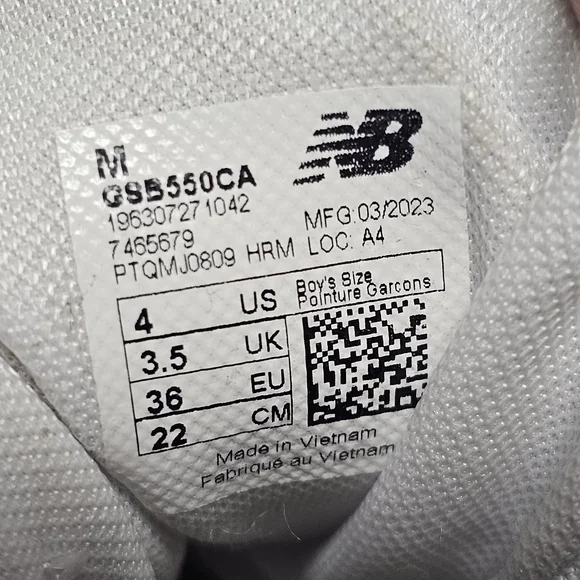 M
GSB550CA
196307271042
7465679 MFG:03/2023
PTQMJ0809 HRM LOC: A4
4 US Boy's Size
Pointure Garcons
3.5 UK
36 EU
22 CM
Made in Vietnam
Fabriqué au Vietnam
NB